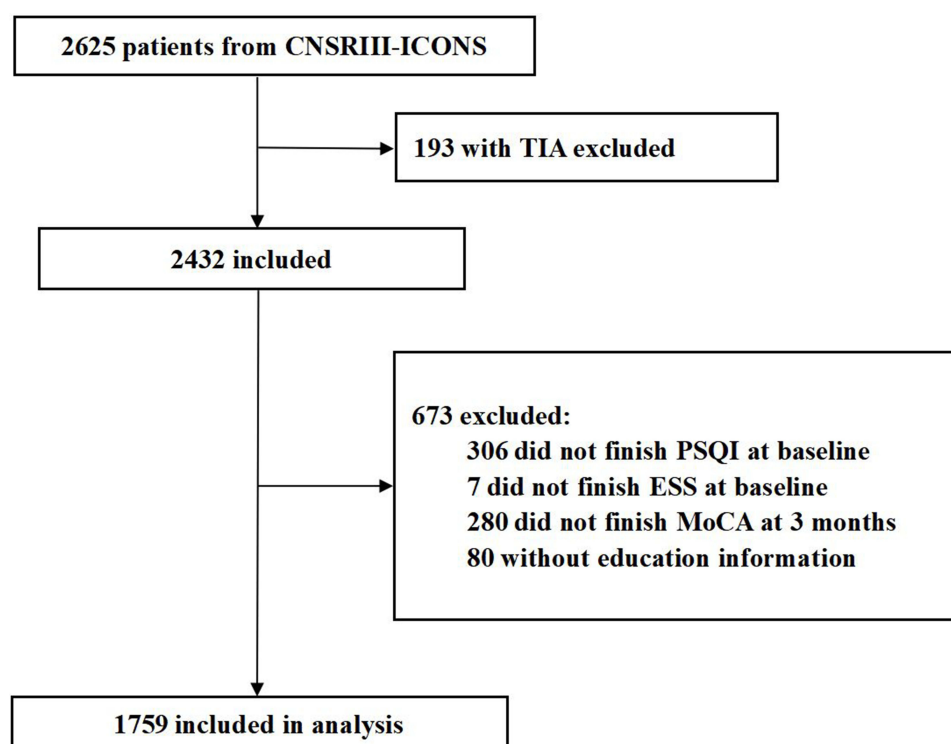 2625 patients from CNSRIII-ICONS
193 with TIA excluded
2432 included
673 excluded:
306 did not finish PSQI at baseline
7 did not finish ESS at baseline
280 did not finish MoCA at 3 months
80 without education information
1759 included in analysis